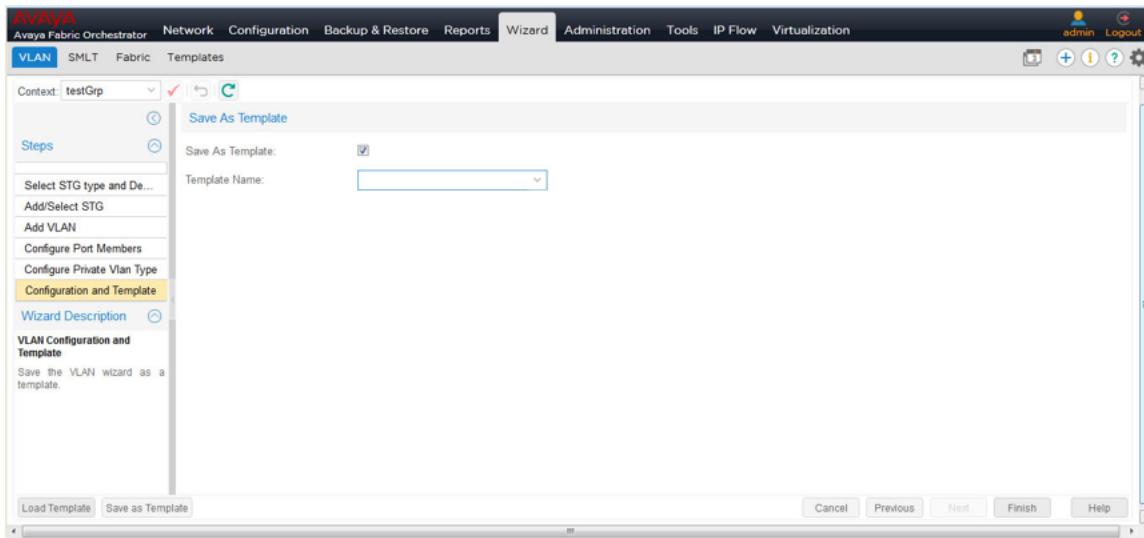 AVAYA
Avaya Fabric Orchestrator
Network Configuration Backup & Restore Reports Wizard Administration Tools IP Flow Virtualization
admin Logout
VLAN SMLT Fabric Templates
Context: testGrp
Steps
Select STG type and De...
Add/Select STG
Add VLAN
Configure Port Members
Configure Private Vlan Type
Configuration and Template
Wizard Description
VLAN Configuration and
Template
Save the VLAN wizard as a
template.
Save As Template
Save As Template:
Template Name:
Load Template Save as Template Cancel Previous Next Finish Help